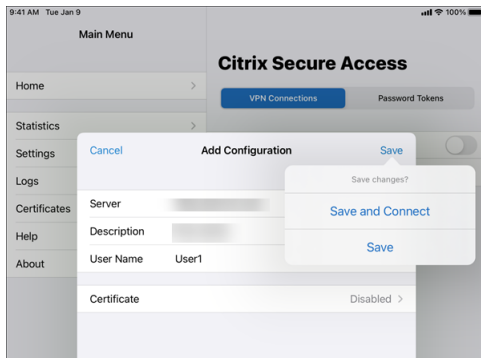 9:41 AM Tue Jan 9
100%
Main Menu
Citrix Secure Access
Home
VPN Connections
Password Tokens
Statistics
Settings
Logs
Certificates
Help
About
Cancel
Add Configuration
Save
Save changes?
Save and Connect
Save
Server
Description
User Name User1
Certificate Disabled